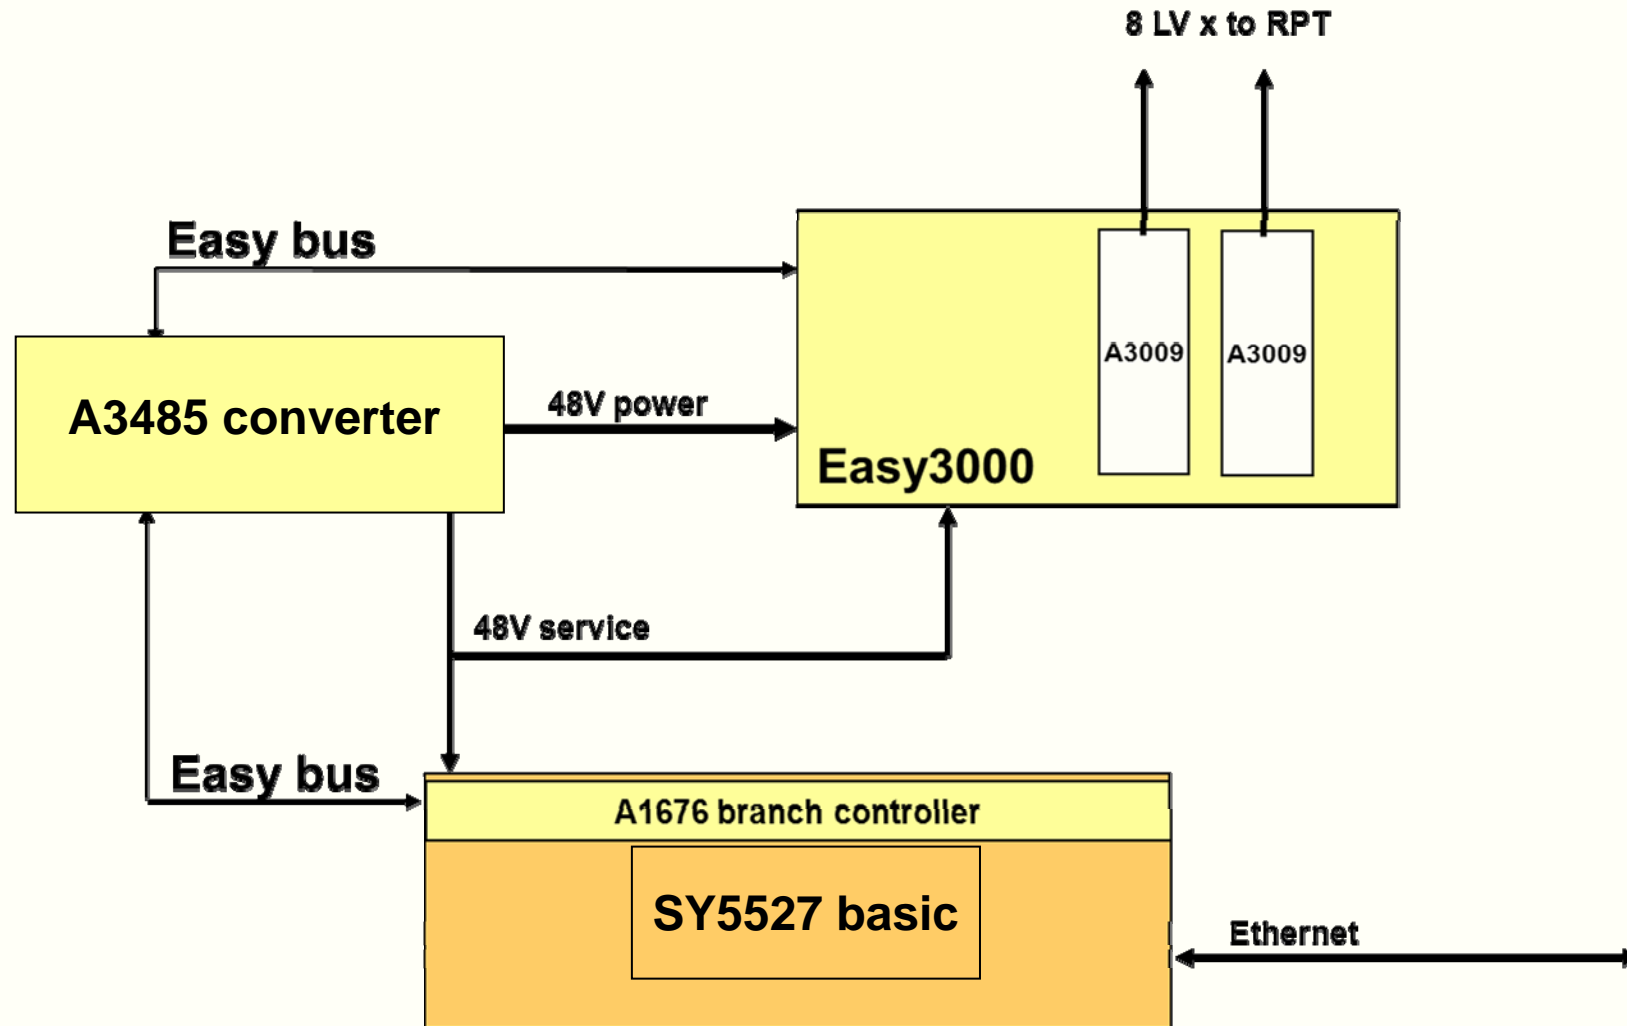 8 LV x to RPT
Easy bus
A3009
A3009
A3485 converter
48V power
Easy3000
48V service
Easy bus
A1676 branch controller
SY5527 basic
Ethernet